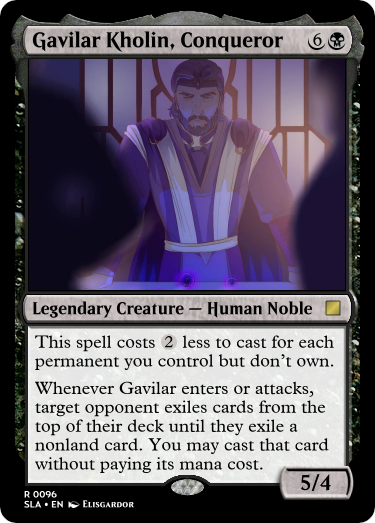 Gavilar Kholin, Conqueror 6
Legendary Creature — Human Noble
This spell costs 2 less to cast for each
permanent you control but don't own.
Whenever Gavilar enters or attacks,
target opponent exiles cards from the
top of their deck until they exile a
nonland card. You may cast that card
without paying its mana cost.
5/4
R 0096
SLA • EN Elisgardor